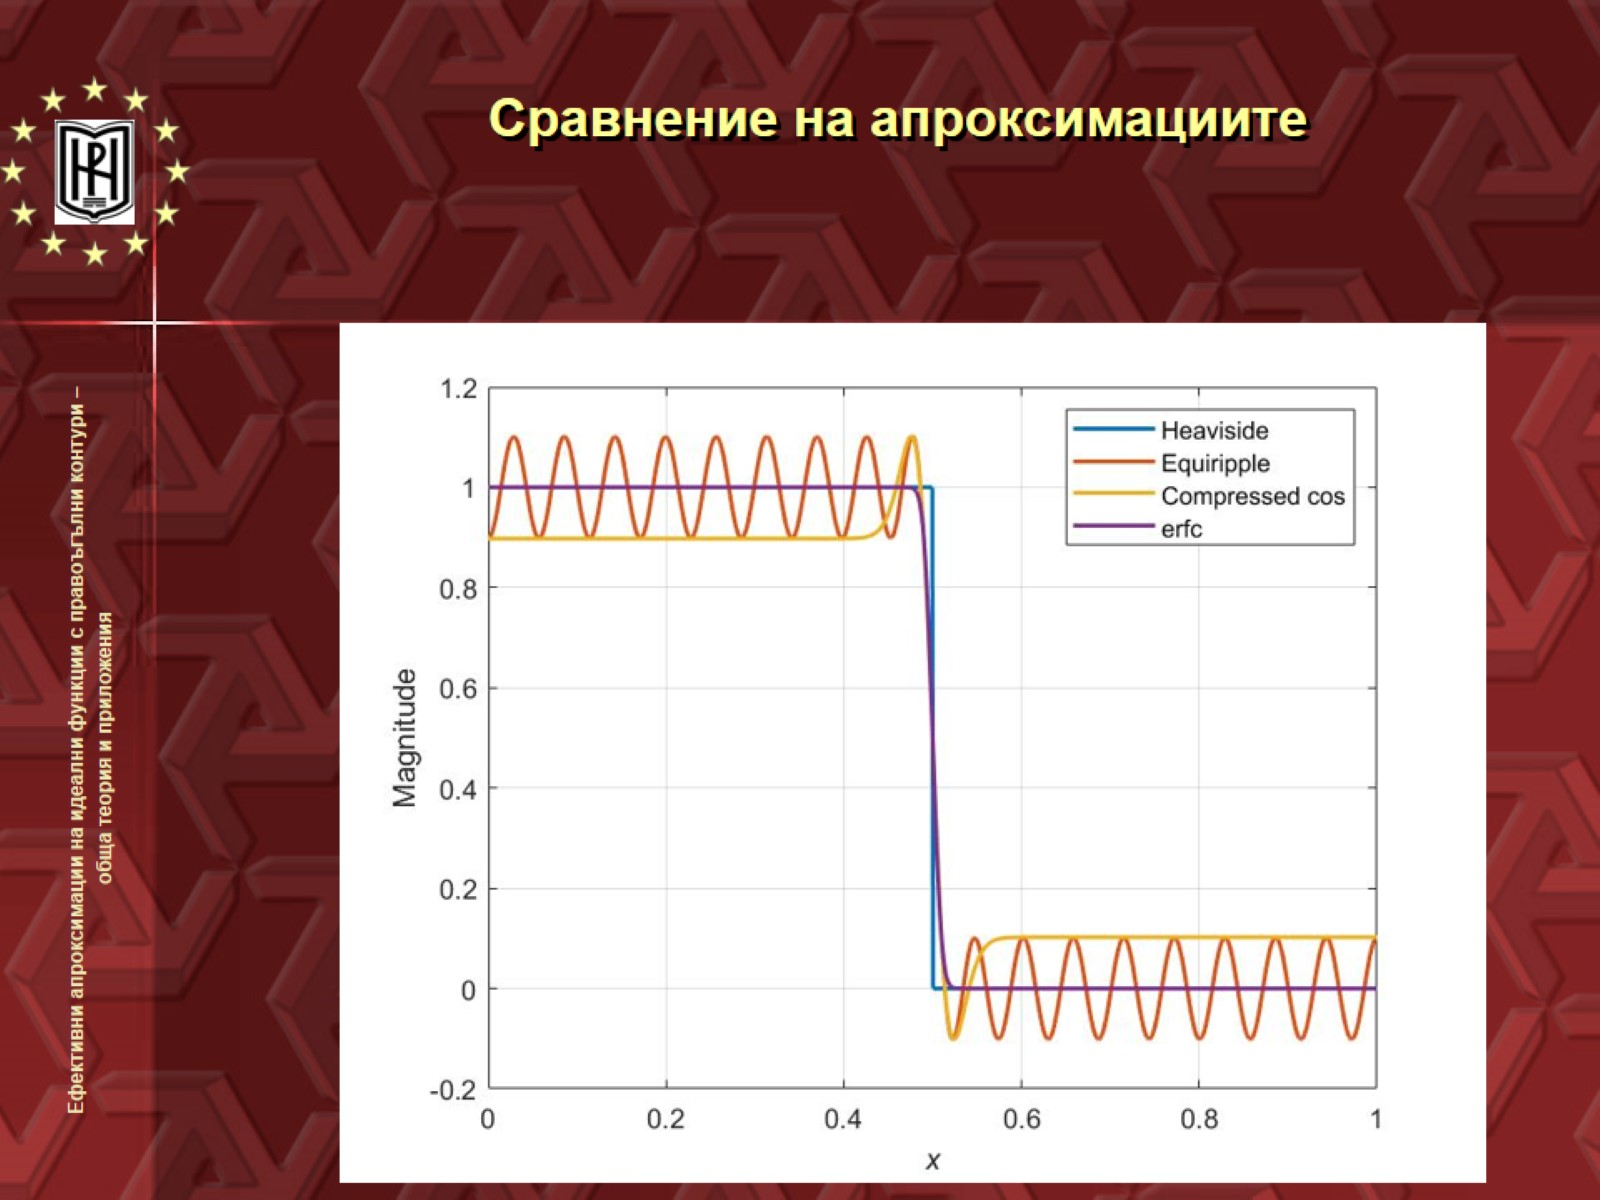 Сравнение на апроксимациите
Ефективни апроксимации на идеални функции с правоъгълни контури –
обща теория и приложения
1.2
1
0.8
0.6
0.4
0.2
0
-0.2
Magnitude
Heaviside
Equiripple
Compressed cos
erfc
0
0.2
0.4
0.6
0.8
1
x